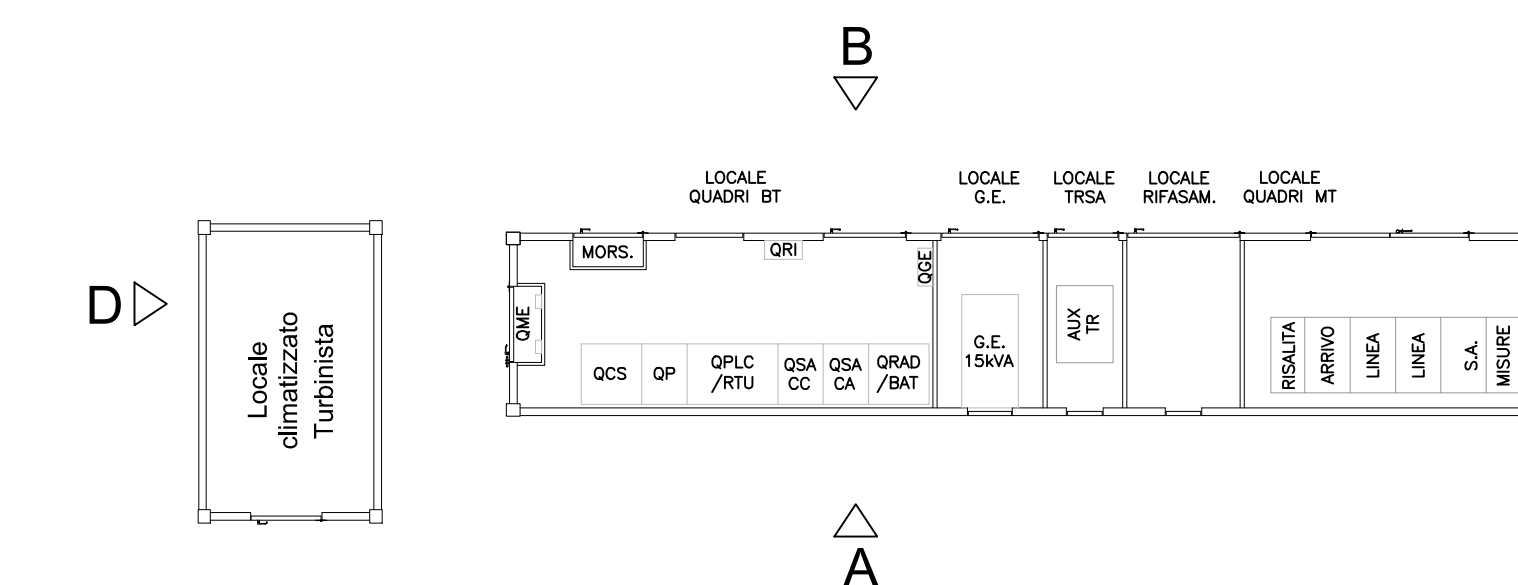 B
LOCALE
QUADRI BT
LOCALE
G.E.
LOCALE
TRSA
LOCALE
RIFASAM.
LOCALE
QUADRI MT
MORS.
QRI
QGE
D
QME
Locale
climatizzato
Turbinista
QCS
QP
QPLC
/RTU
QSA
CC
QSA
CA
QRAD
/BAT
G.E.
15kVA
AUX
TR
RISALITA
ARRIVO
LINEA
LINEA
S.A.
MISURE
A